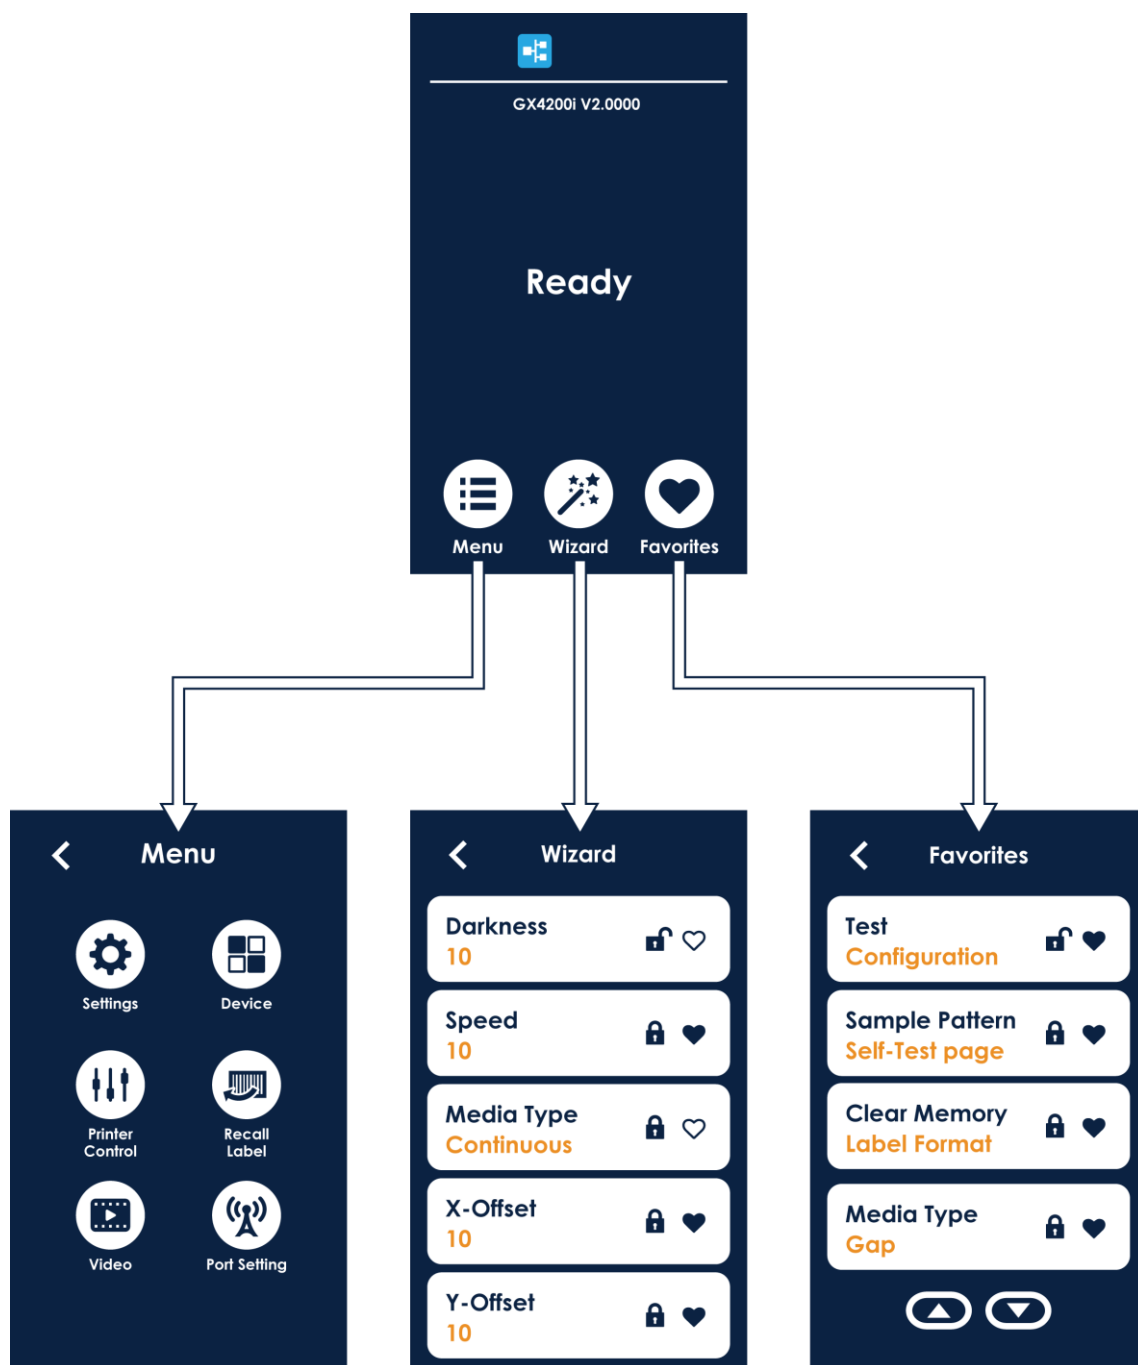 GX4200i V2.0000
Ready
Menu
Wizard
Favorites
Menu
Settings
Device
Printer
Control
Recall
Label
Video
Port Setting
Wizard
Darkness
10
Speed
10
Media Type
Continuous
X-Offset
10
Y-Offset
10
Favorites
Test
Configuration
Sample Pattern
Self-Test page
Clear Memory
Label Format
Media Type
Gap